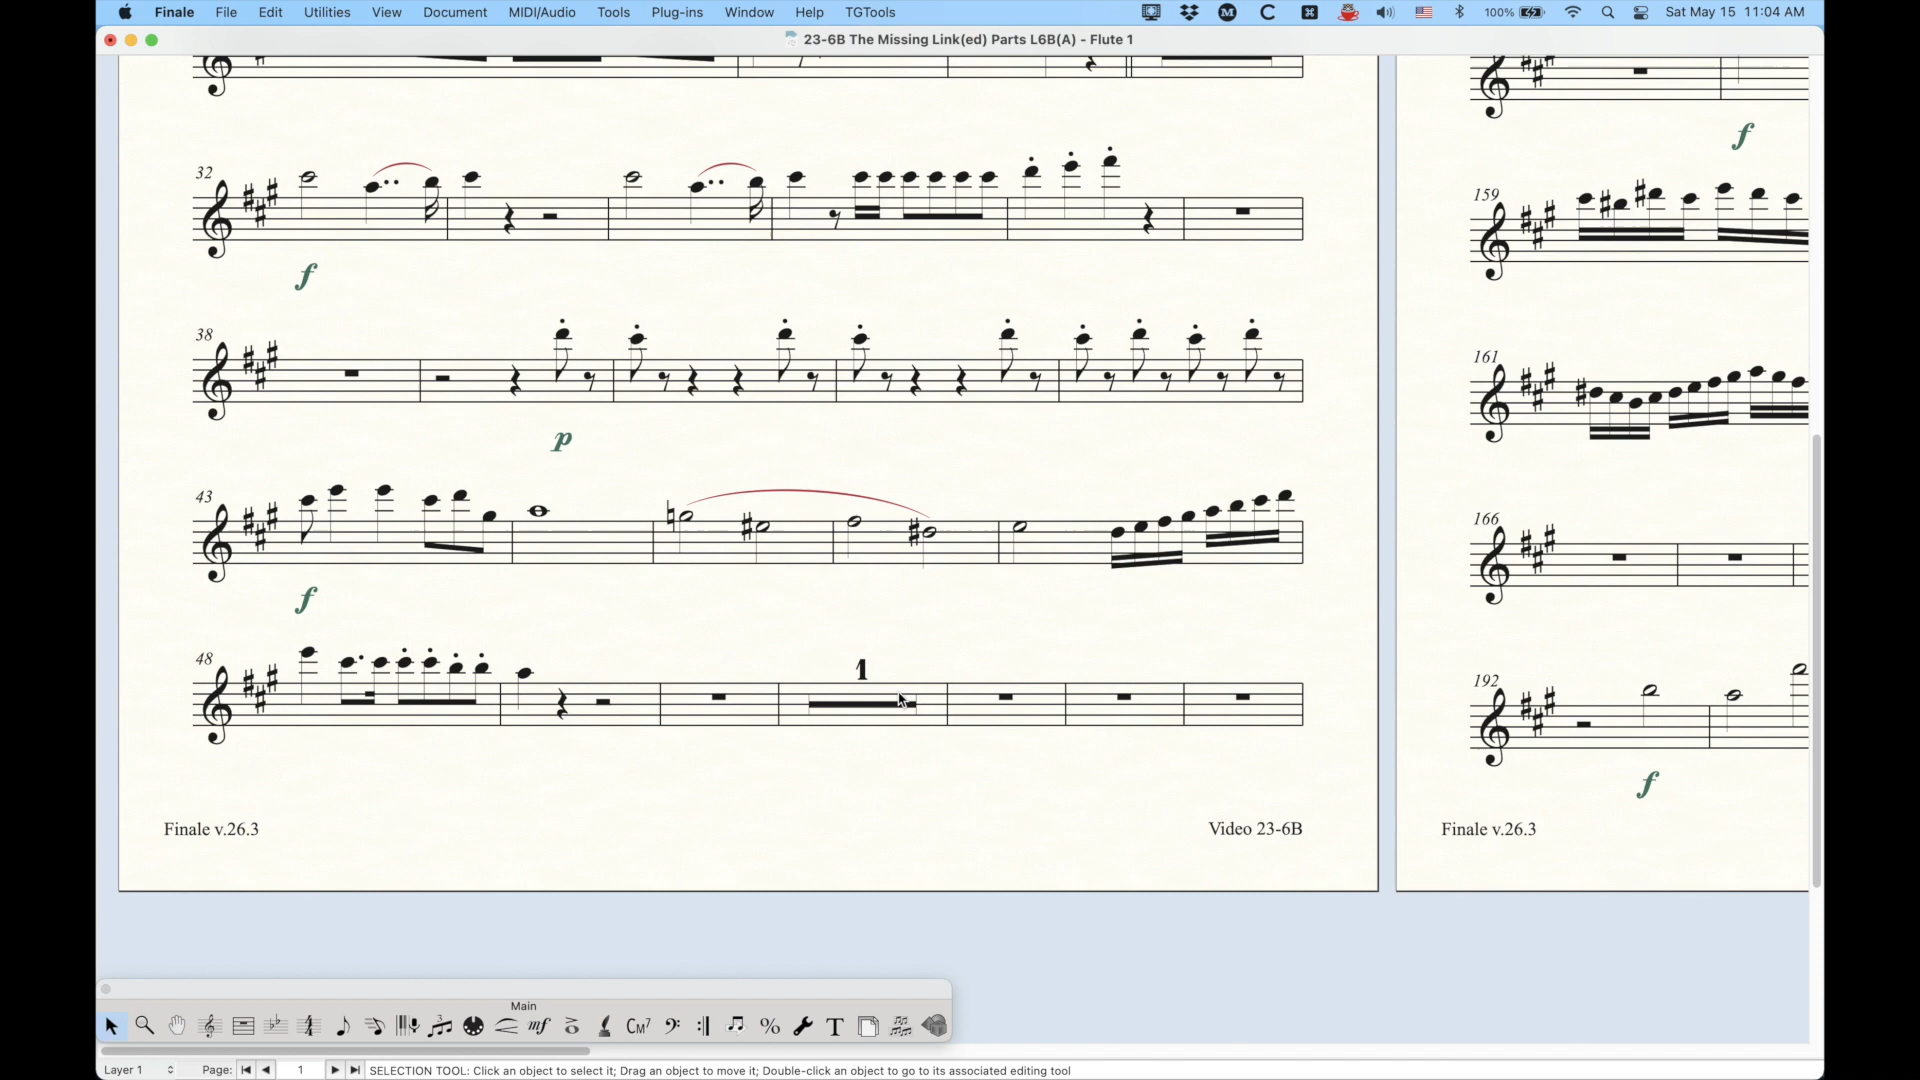 Finale File Edit Utilities View Document MIDI/Audio Tools Plug-ins Window Help TGTools
100% Sat May 15 11:04 AM
23-6B The Missing Link(ed) Parts L6B(A) - Flute 1
f
32
159
f
38
161
p
43
166
f
48
1
192
f
Finale v.26.3
Video 23-6B
Finale v.26.3
Main
mf CM7 % T
Layer 1 Page: 1 SELECTION TOOL: Click an object to select it; Drag an object to move it; Double-click an object to go to its associated editing tool